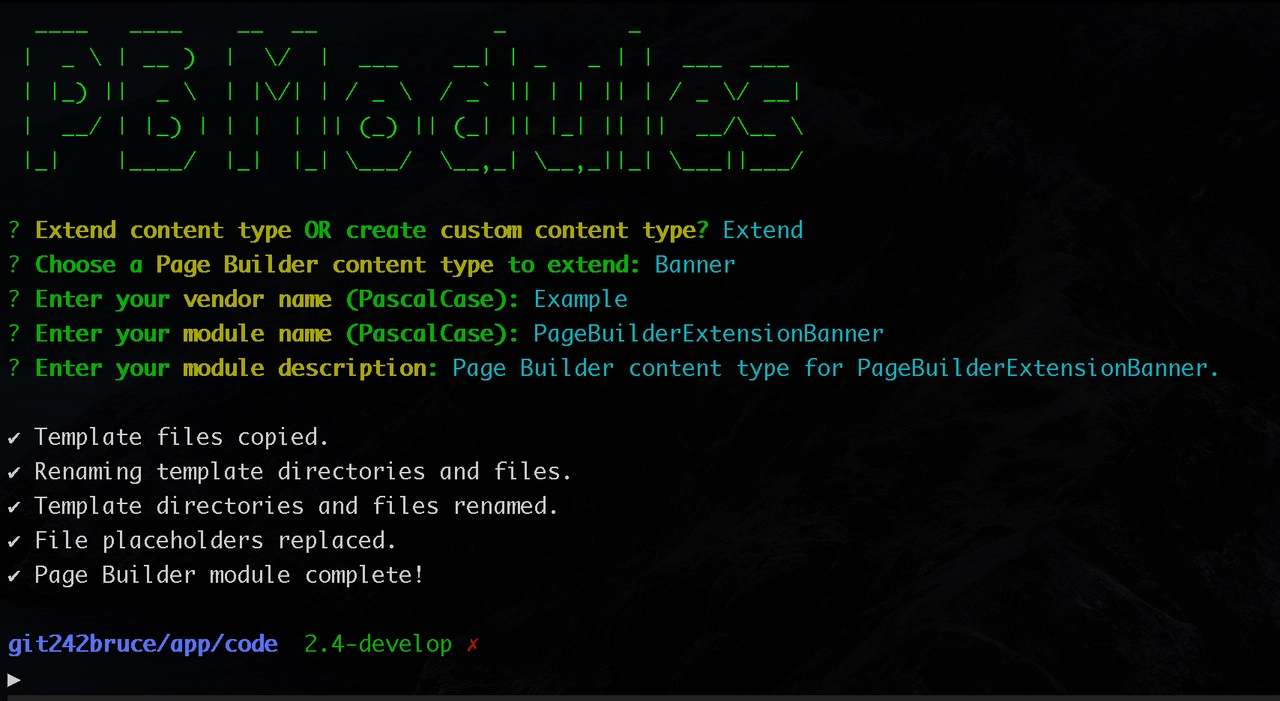 PB Modules
? Extend content type OR create custom content type? Extend
? Choose a Page Builder content type to extend: Banner
? Enter your vendor name (PascalCase): Example
? Enter your module name (PascalCase): PageBuilderExtensionBanner
? Enter your module description: Page Builder content type for PageBuilderExtensionBanner.
✔ Template files copied.
✔ Renaming template directories and files.
✔ Template directories and files renamed.
✔ File placeholders replaced.
✔ Page Builder module complete!
git242bruce/app/code 2.4-develop ✗
▶